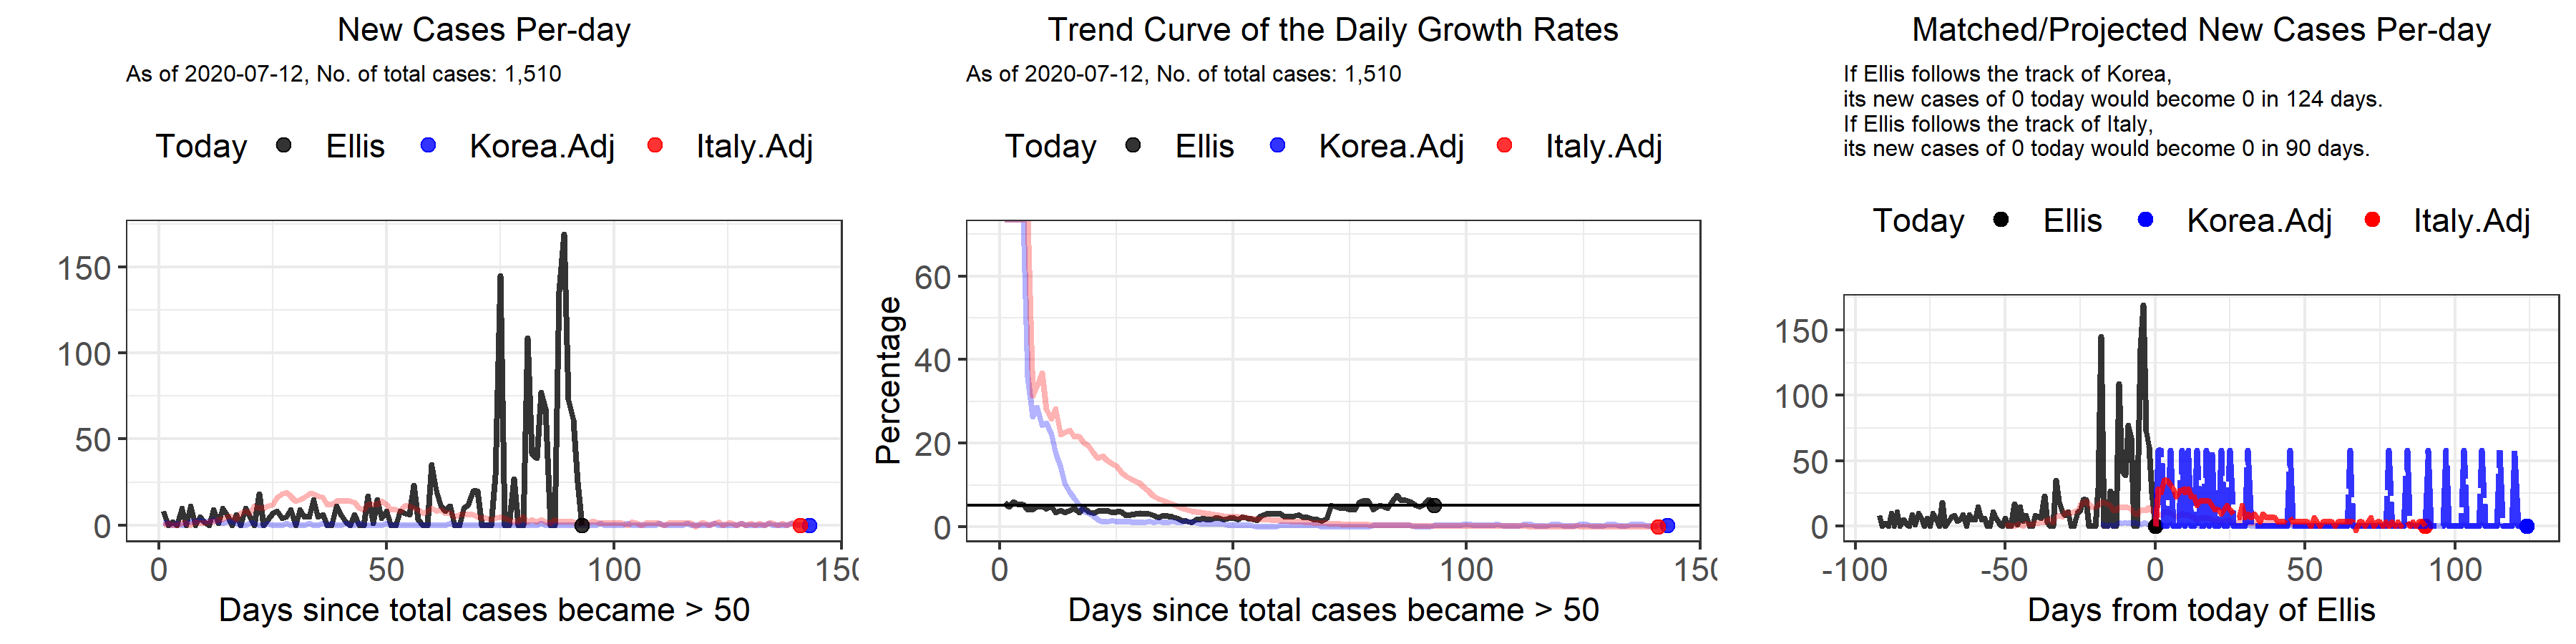 New Cases Per-day
As of 2020-07-12, No. of total cases: 1,510
Today Ellis Korea.Adj Italy.Adj
150
100
50
0
0 50 100 150
Days since total cases became > 50
Trend Curve of the Daily Growth Rates
As of 2020-07-12, No. of total cases: 1,510
Today Ellis Korea.Adj Italy.Adj
Percentage
60
40
20
0
0 50 100 150
Days since total cases became > 50
Matched/Projected New Cases Per-day
If Ellis follows the track of Korea,
its new cases of 0 today would become 0 in 124 days.
If Ellis follows the track of Italy,
its new cases of 0 today would become 0 in 90 days.
Today Ellis Korea.Adj Italy.Adj
150
100
50
0
-100 -50 0 50 100
Days from today of Ellis